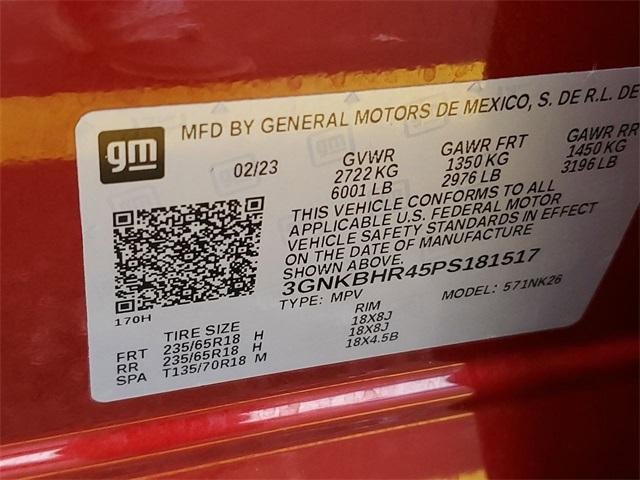 gm
MFD BY GENERAL MOTORS DE MEXICO, S. DE R.L. DE
02/23 GVWR GAWR FRT GAWR RR
2722 KG 1350 KG 1450 KG
6001 LB 2976 LB 3196 LB
THIS VEHICLE CONFORMS TO ALL
APPLICABLE U.S. FEDERAL MOTOR
VEHICLE SAFETY STANDARDS IN EFFECT
ON THE DATE OF MANUFACTURE
SHOWN ABOVE.
3GNKBHR45PS181517
TYPE: MPV MODEL: 571NK26
170H
TIRE SIZE RIM
FRT 235/65R18 H 18X8J
RR 235/65R18 H 18X8J
SPA T135/70R18 M 18X4.5B